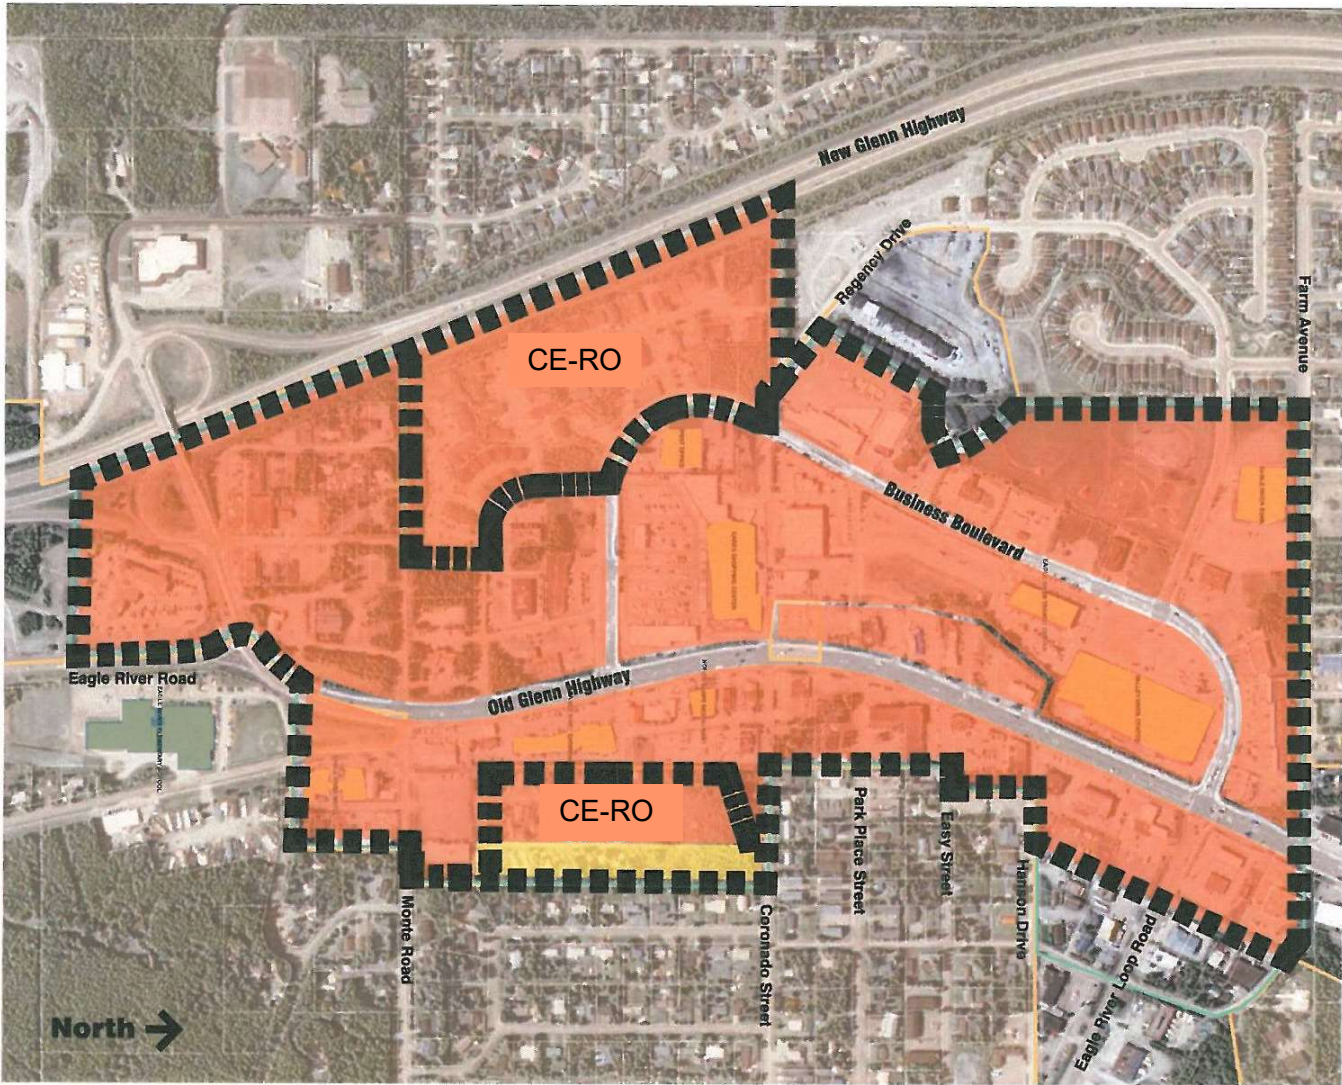 New Glenn Highway
Regency Drive
Farm Avenue
CE-RO
Business Boulevard
Eagle River Road
Old Glenn Highway
CE-RO
Park Place Street
Easy Street
Hanson Drive
Monte Road
Coronado Street
Eagle River Loop Road
North